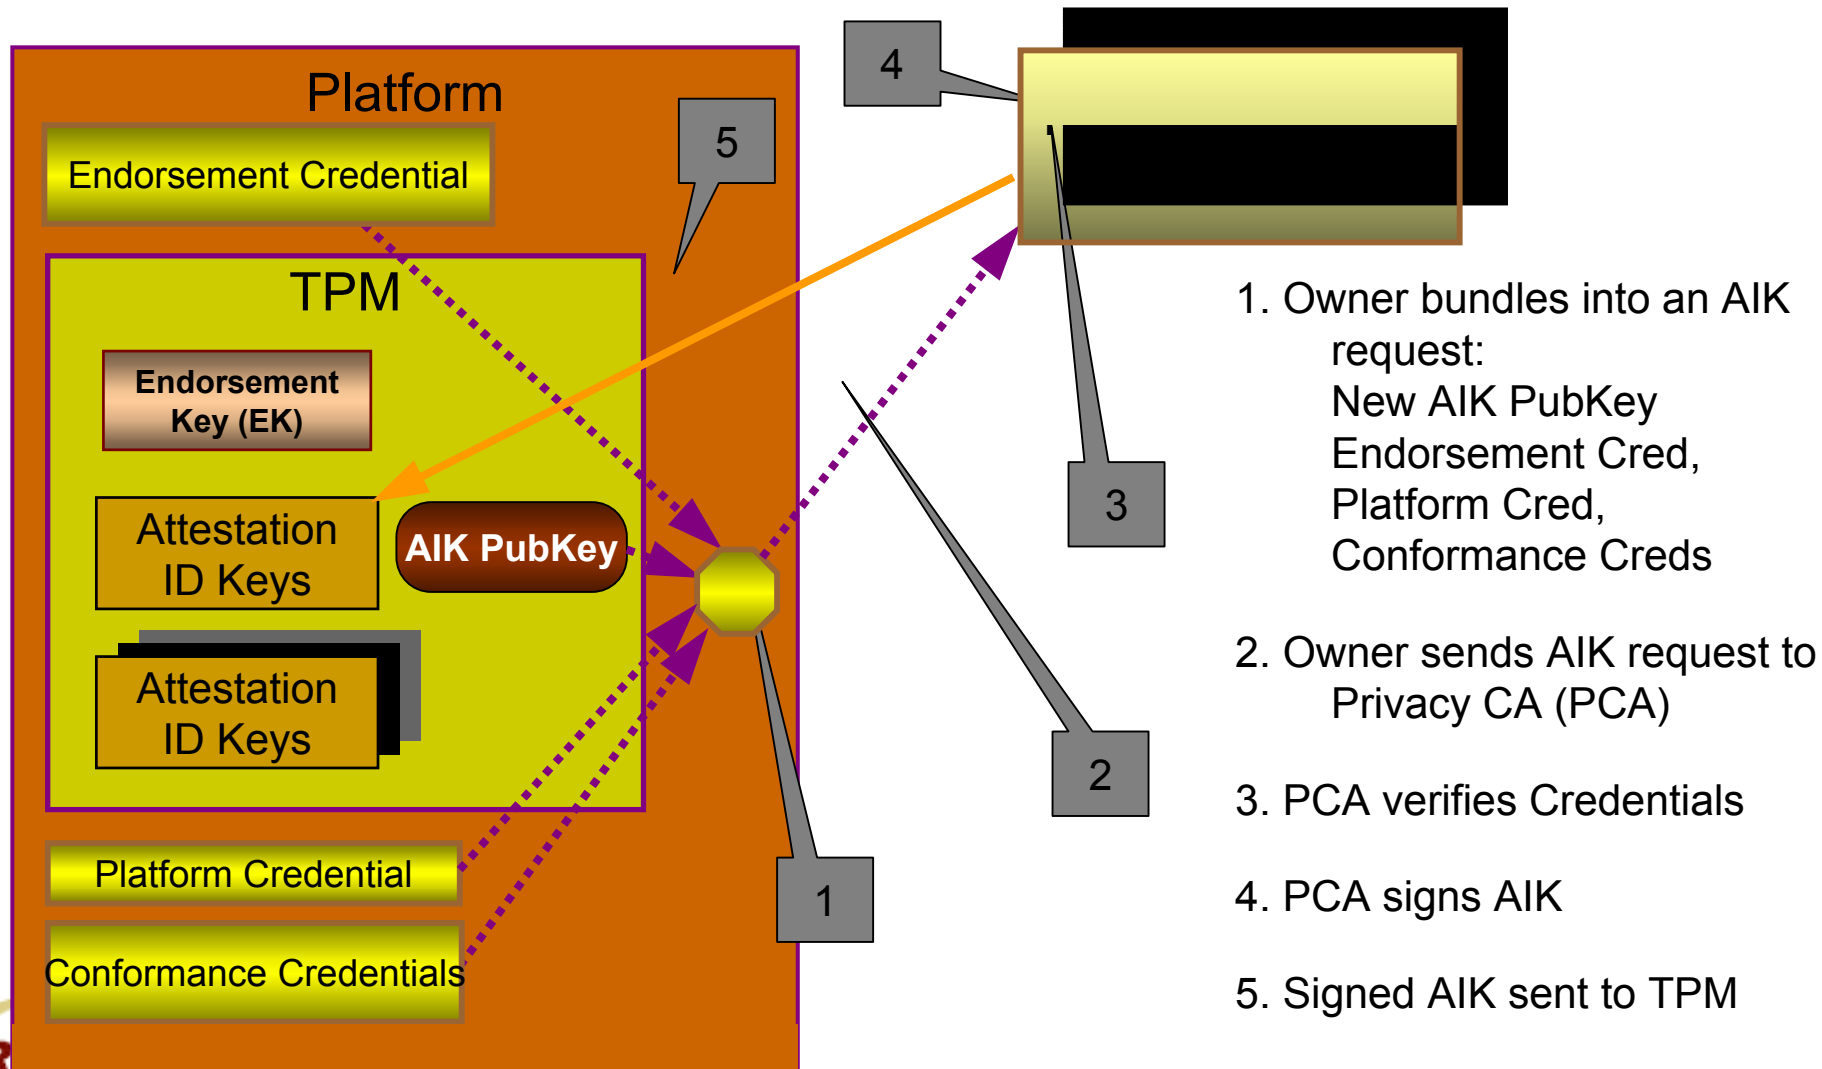 Platform
Endorsement Credential
TPM
Endorsement
Key (EK)
Attestation
ID Keys
AIK PubKey
Attestation
ID Keys
Platform Credential
Conformance Credentials
5
4
3
2
1
1. Owner bundles into an AIK
request:
New AIK PubKey
Endorsement Cred,
Platform Cred,
Conformance Creds
2. Owner sends AIK request to
Privacy CA (PCA)
3. PCA verifies Credentials
4. PCA signs AIK
5. Signed AIK sent to TPM